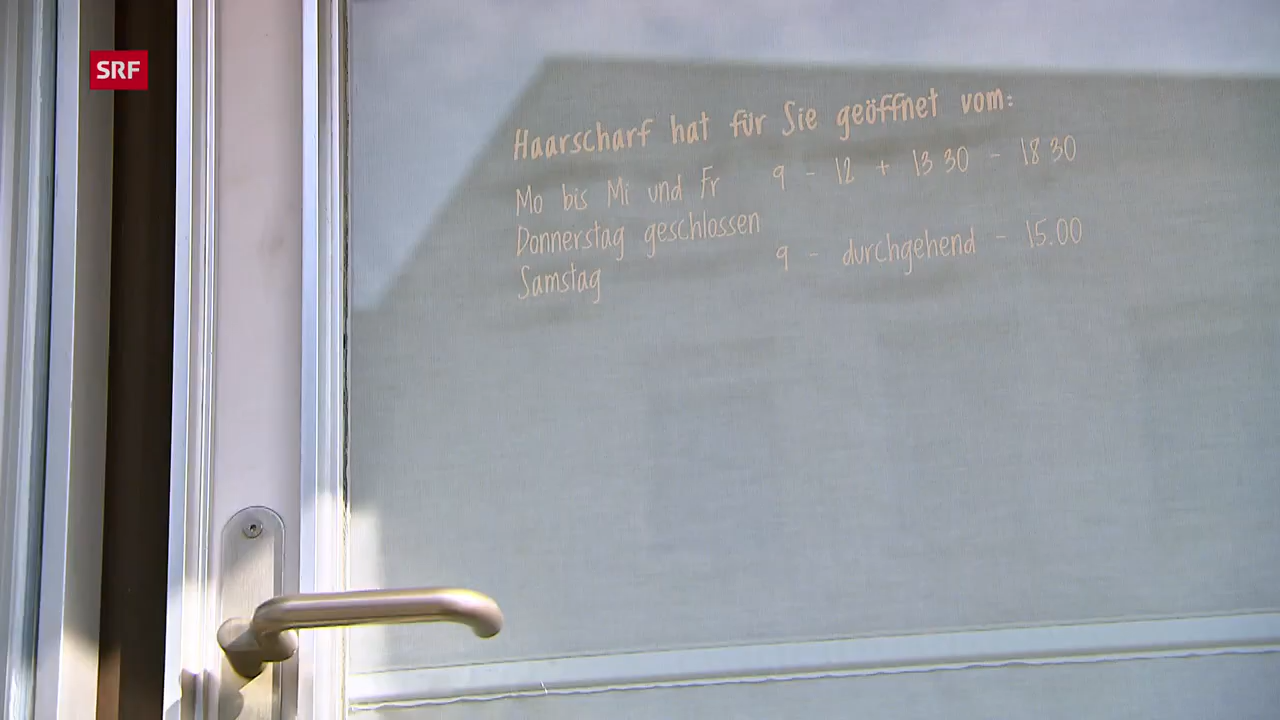 SRF
Haarscharf hat für Sie geöffnet vom:
Mo bis Mi und Fr 9 - 12 + 13 30 - 18 30
Donnerstag geschlossen
Samstag 9 - durchgehend - 15.00